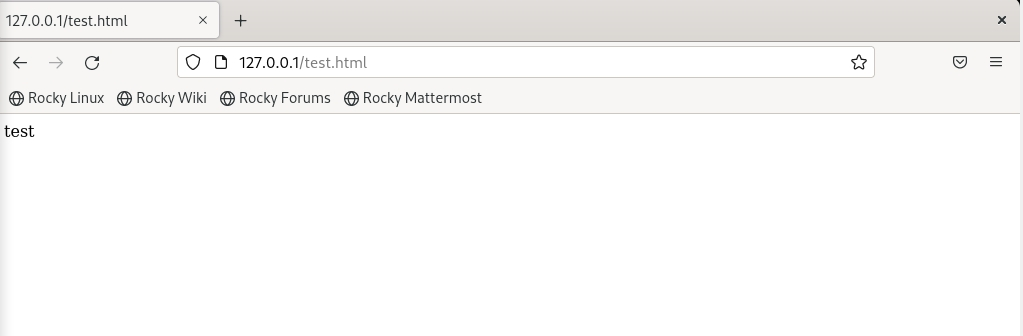 127.0.0.1/test.html
127.0.0.1/test.html
Rocky Linux Rocky Wiki Rocky Forums Rocky Mattermost
test